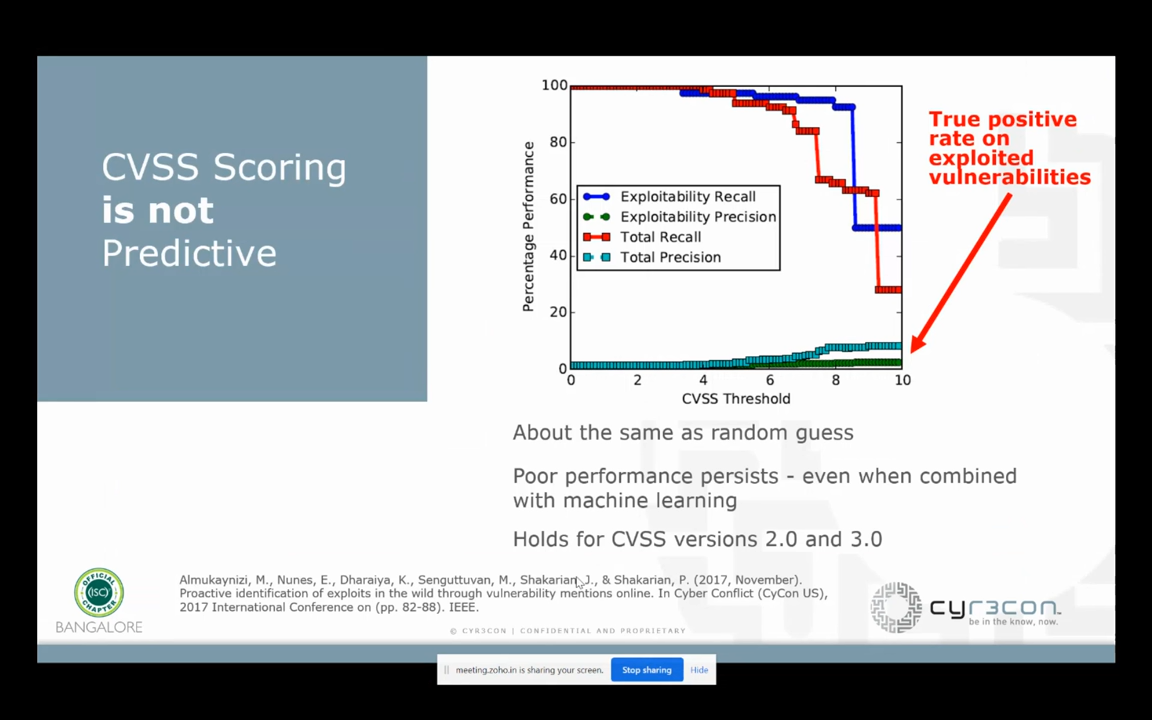 CVSS Scoring
is not
Predictive
100
80
60
40
20
0
0 2 4 6 8 10
Percentage Performance
CVSS Threshold
Exploitability Recall
Exploitability Precision
Total Recall
Total Precision
True positive
rate on
exploited
vulnerabilities
About the same as random guess
Poor performance persists - even when combined
with machine learning
Holds for CVSS versions 2.0 and 3.0
Almukaynizi, M., Nunes, E., Dharaiya, K., Senguttuvan, M., Shakarian, J., & Shakarian, P. (2017, November).
Proactive identification of exploits in the wild through vulnerability mentions online. In Cyber Conflict (CyCon US),
2017 International Conference on (pp. 82-88). IEEE.
OFFICIAL
(ISC)²
CHAPTER
BANGALORE
cyr3con™
be in the know, now.
© CYR3CON | CONFIDENTIAL AND PROPRIETARY
meeting.zoho.in is sharing your screen.
Stop sharing
Hide